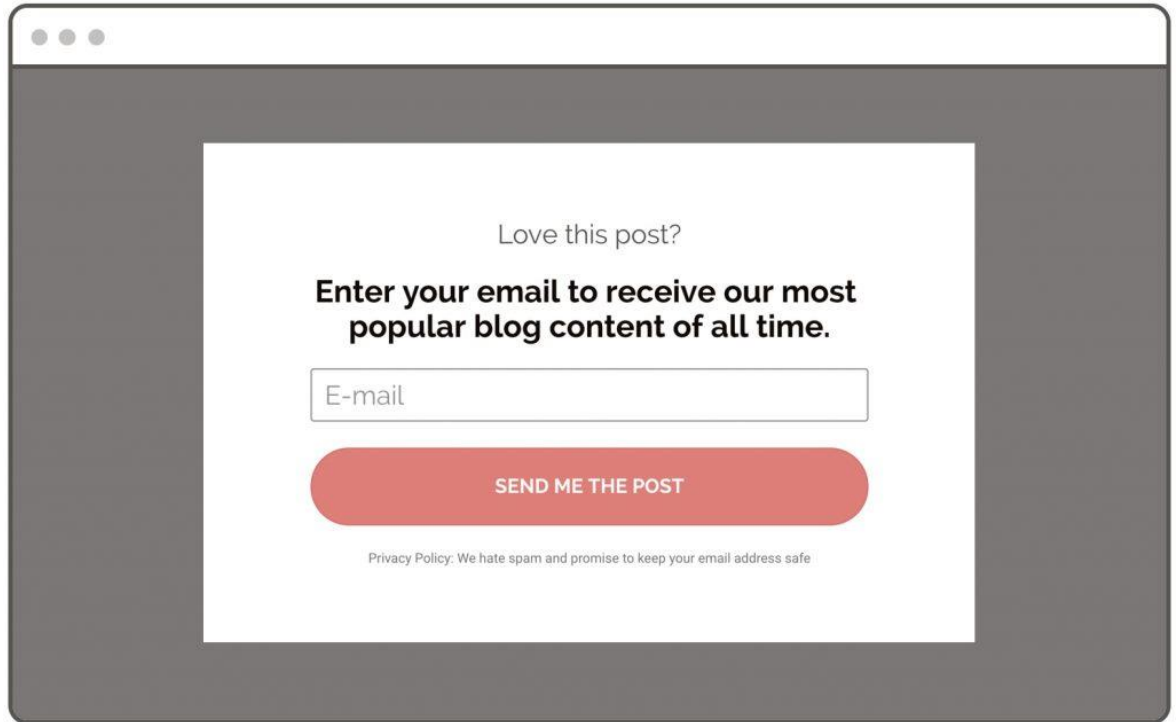 Love this post?
Enter your email to receive our most
popular blog content of all time.
E-mail
SEND ME THE POST
Privacy Policy: We hate spam and promise to keep your email address safe